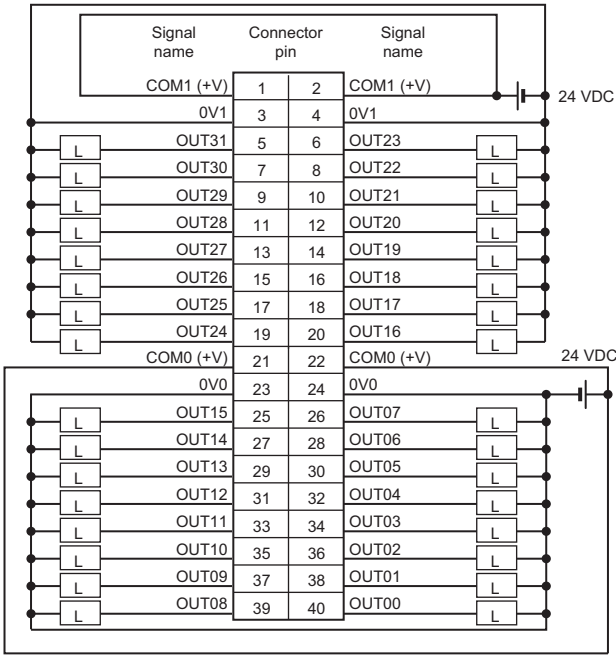 Signal name Connector pin Signal name
COM1 (+V) 1 2 COM1 (+V) 24 VDC
0V1 3 4 0V1
L OUT31 5 6 OUT23 L
L OUT30 7 8 OUT22 L
L OUT29 9 10 OUT21 L
L OUT28 11 12 OUT20 L
L OUT27 13 14 OUT19 L
L OUT26 15 16 OUT18 L
L OUT25 17 18 OUT17 L
L OUT24 19 20 OUT16 L
COM0 (+V) 21 22 COM0 (+V) 24 VDC
0V0 23 24 0V0
L OUT15 25 26 OUT07 L
L OUT14 27 28 OUT06 L
L OUT13 29 30 OUT05 L
L OUT12 31 32 OUT04 L
L OUT11 33 34 OUT03 L
L OUT10 35 36 OUT02 L
L OUT09 37 38 OUT01 L
L OUT08 39 40 OUT00 L